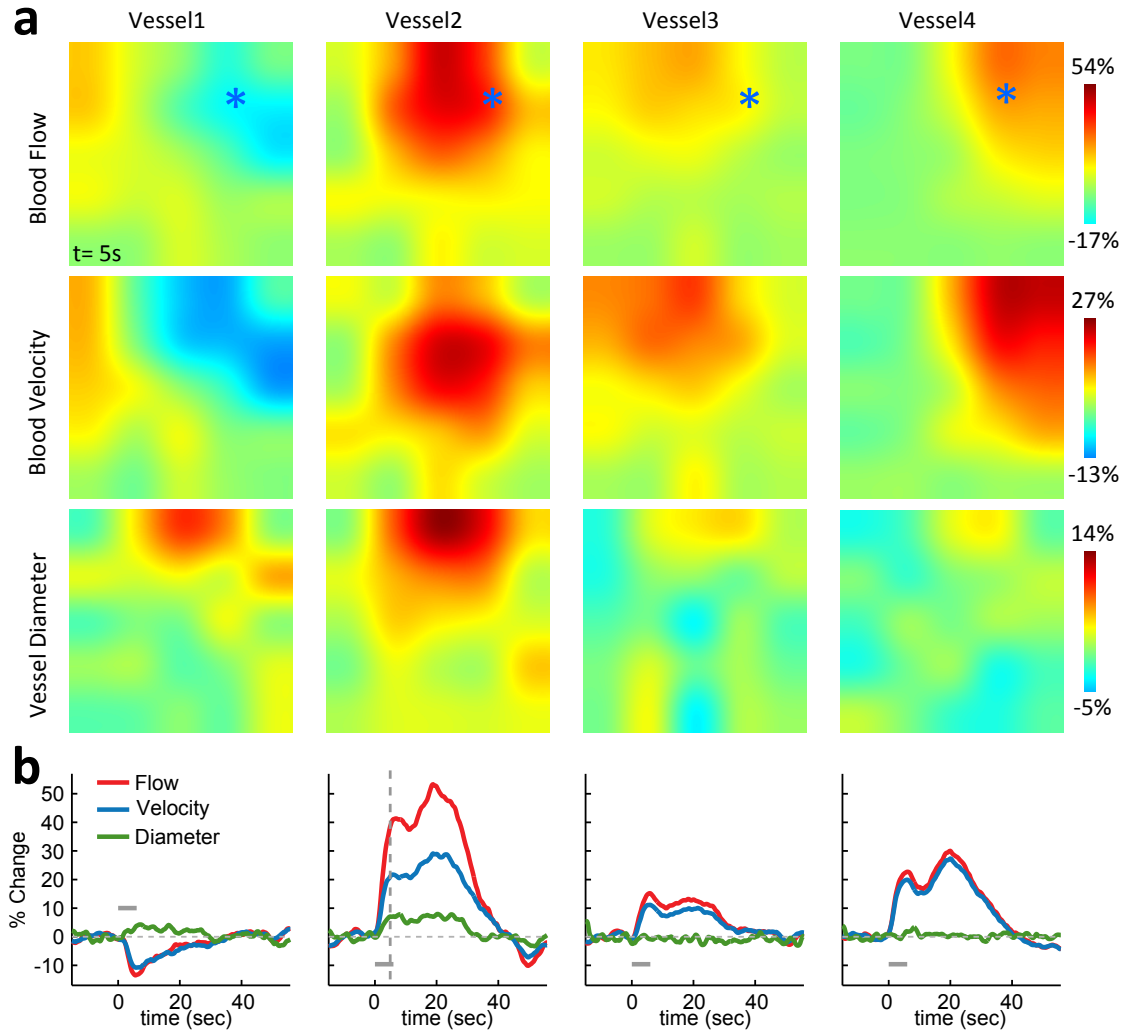 a
Vessel1 Vessel2 Vessel3 Vessel4
Blood Flow
* * * *
t= 5s
54%
-17%
Blood Velocity
27%
-13%
Vessel Diameter
14%
-5%
b
Flow
Velocity
Diameter
% Change
50
40
30
20
10
0
-10
0 20 40 0 20 40 0 20 40 0 20 40
time (sec) time (sec) time (sec) time (sec)